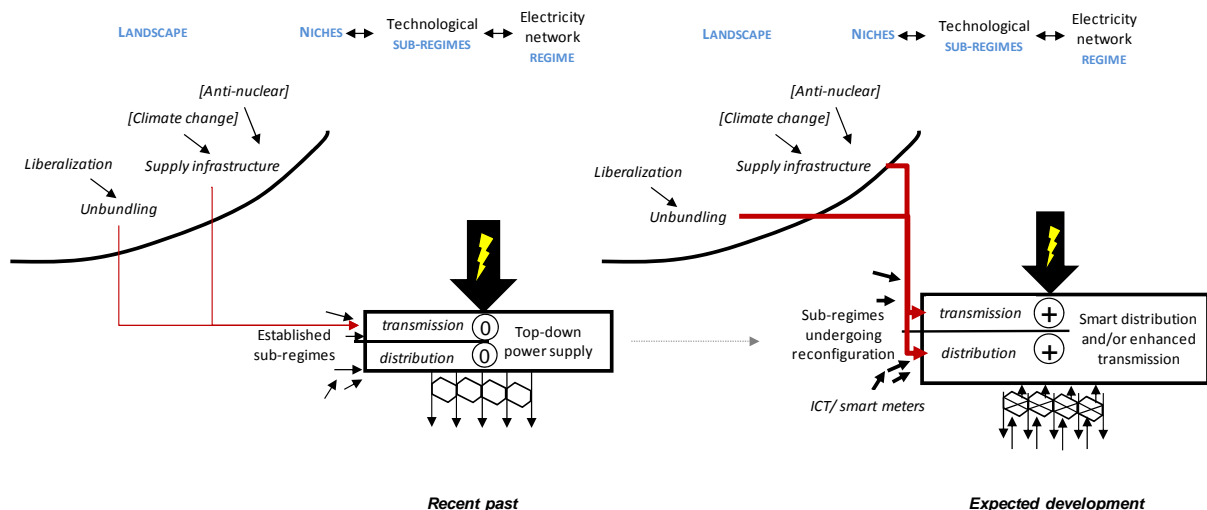 LANDSCAPE
NICHES
Technological
SUB-REGIMES
Electricity
network
REGIME
[Anti-nuclear]
[Climate change]
Liberalization
Supply infrastructure
Unbundling
Established
sub-regimes
transmission
0
distribution
0
Top-down
power supply
Recent past
LANDSCAPE
NICHES
Technological
SUB-REGIMES
Electricity
network
REGIME
[Anti-nuclear]
[Climate change]
Supply infrastructure
Liberalization
Unbundling
Sub-regimes
undergoing
reconfiguration
ICT/ smart meters
transmission
+
distribution
+
Smart distribution
and/or enhanced
transmission
Expected development